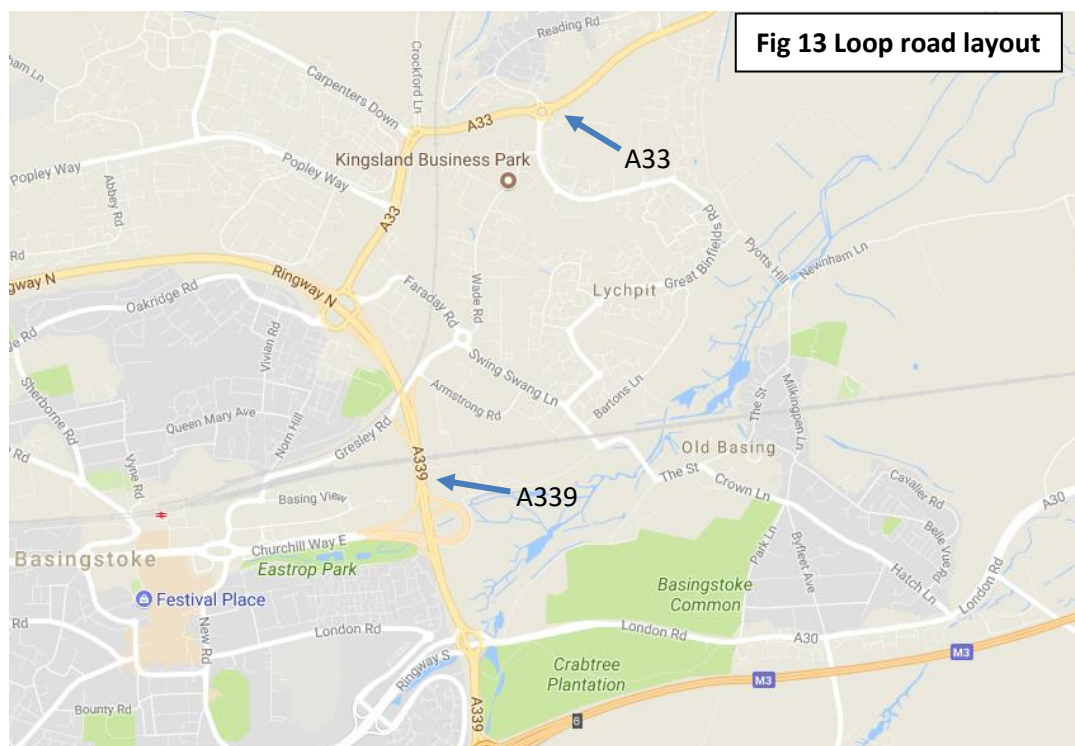 Fig 13 Loop road layout
Reading Rd
Crockford Ln
Carpenters Down
A33
A33
Kingsland Business Park
Popley Way
Popley Way
Abbey Rd
A33
Great Binfields Rd
Pyotts Hill
Newnham Ln
Ringway N
Oakridge Rd
Faraday Rd
Wade Rd
Lychpit
Vivian Rd
Swing Swang Ln
Armstrong Rd
Bartons Ln
Sherborne Rd
Queen Mary Ave
Norn Hill
Gresley Rd
The St
Milkingpen Ln
Vyne Rd
A339
A339
Old Basing
The St
Crown Ln
Cavalier Rd
A30
Basing View
Belle Vue Rd
Basingstoke
Churchill Way E
Eastrop Park
Park Ln
Byfleet Ave
Hatch Ln
London Rd
Basingstoke
Common
Festival Place
New Rd
London Rd
London Rd
A30
Ringway S
Crabtree
Plantation
M3
M3
Bounty Rd
A339
6